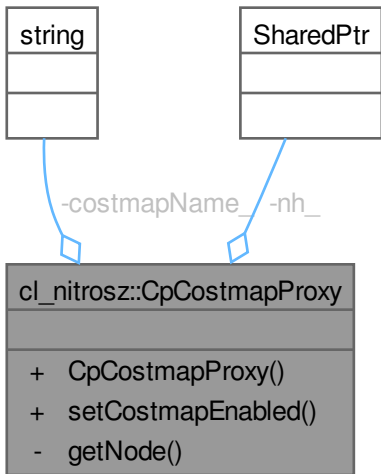 string
SharedPtr
-costmapName_
-nh_
cl_nitrosz::CpCostmapProxy
+ CpCostmapProxy()
+ setCostmapEnabled()
- getNode()